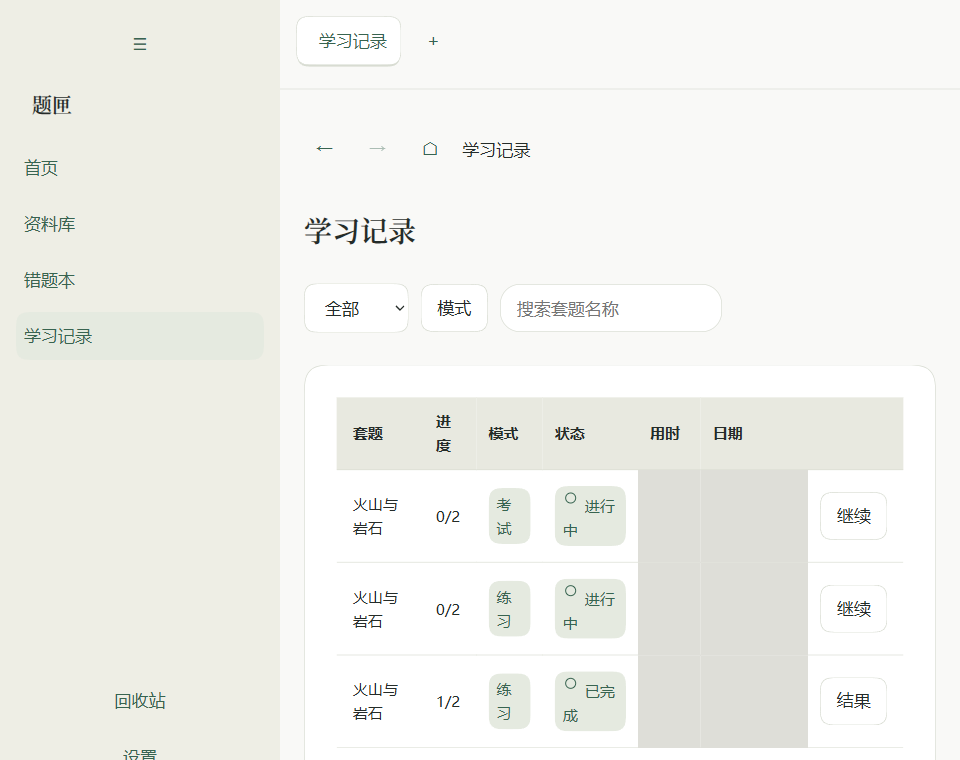 学习记录
+
题匣
首页
资料库
错题本
学习记录
回收站
设置
学习记录
学习记录
全部
模式
搜索套题名称
套题 进度 模式 状态 用时 日期
火山与岩石 0/2 考试 进行中 继续
火山与岩石 0/2 练习 进行中 继续
火山与岩石 1/2 练习 已完成 结果